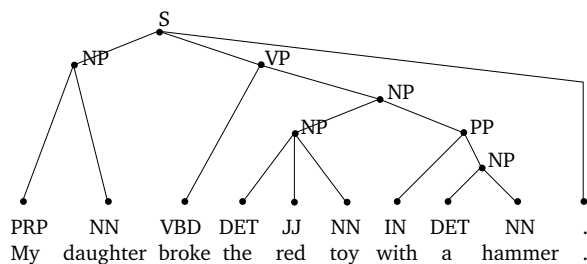 S
NP VP
NP
NP PP
NP
PRP NN VBD DET JJ NN IN DET NN .
My daughter broke the red toy with a hammer .